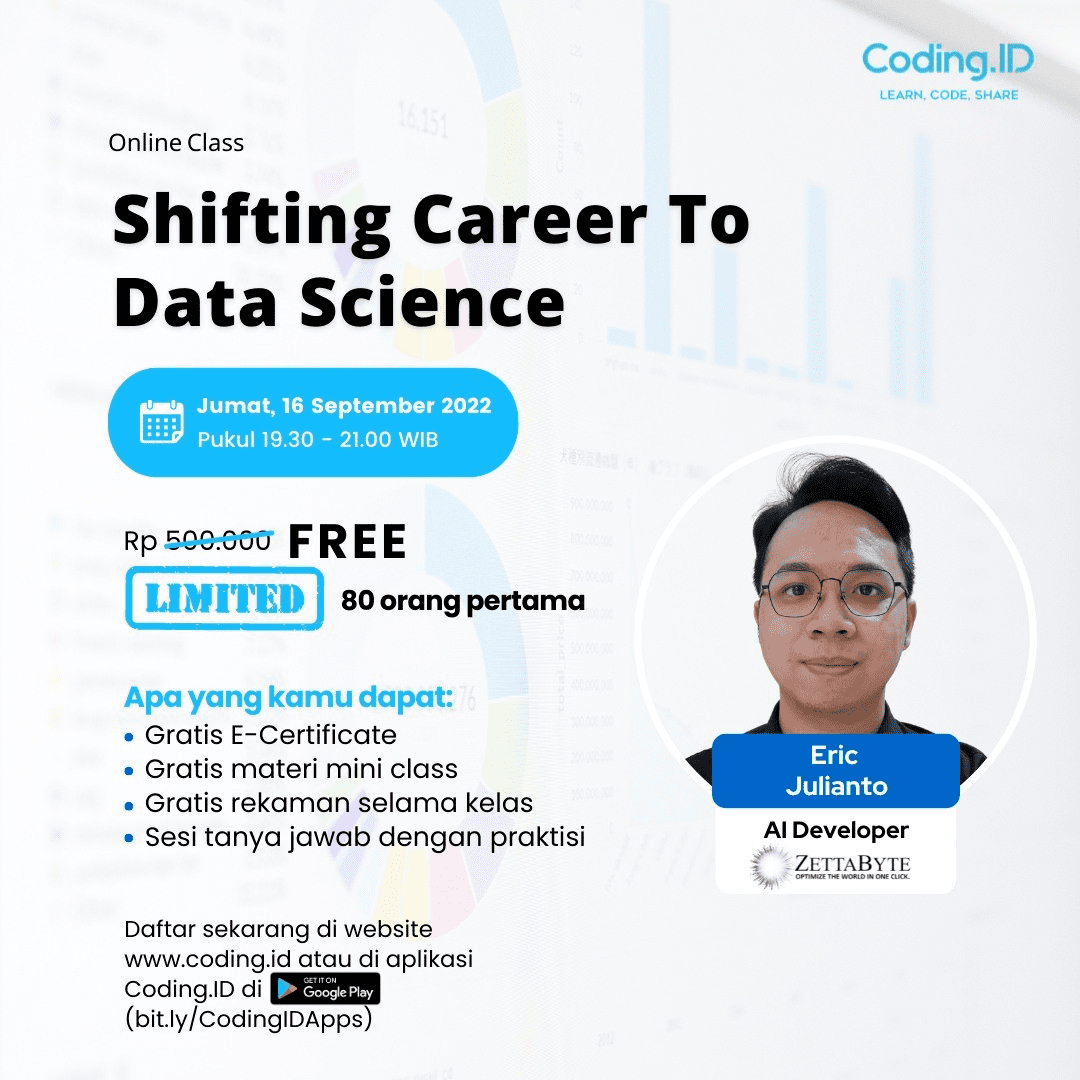 Coding.ID
LEARN, CODE, SHARE
Online Class
Shifting Career To
Data Science
Jumat, 16 September 2022
Pukul 19.30 - 21.00 WIB
Rp 500.000 FREE
LIMITED 80 orang pertama
Apa yang kamu dapat:
• Gratis E-Certificate
• Gratis materi mini class
• Gratis rekaman selama kelas
• Sesi tanya jawab dengan praktisi
Eric
Julianto
AI Developer
ZETTABYTE
OPTIMIZE THE WORLD IN ONE CLICK.
Daftar sekarang di website
www.coding.id atau di aplikasi
Coding.ID di GET IT ON Google Play
(bit.ly/CodingIDApps)
16.151